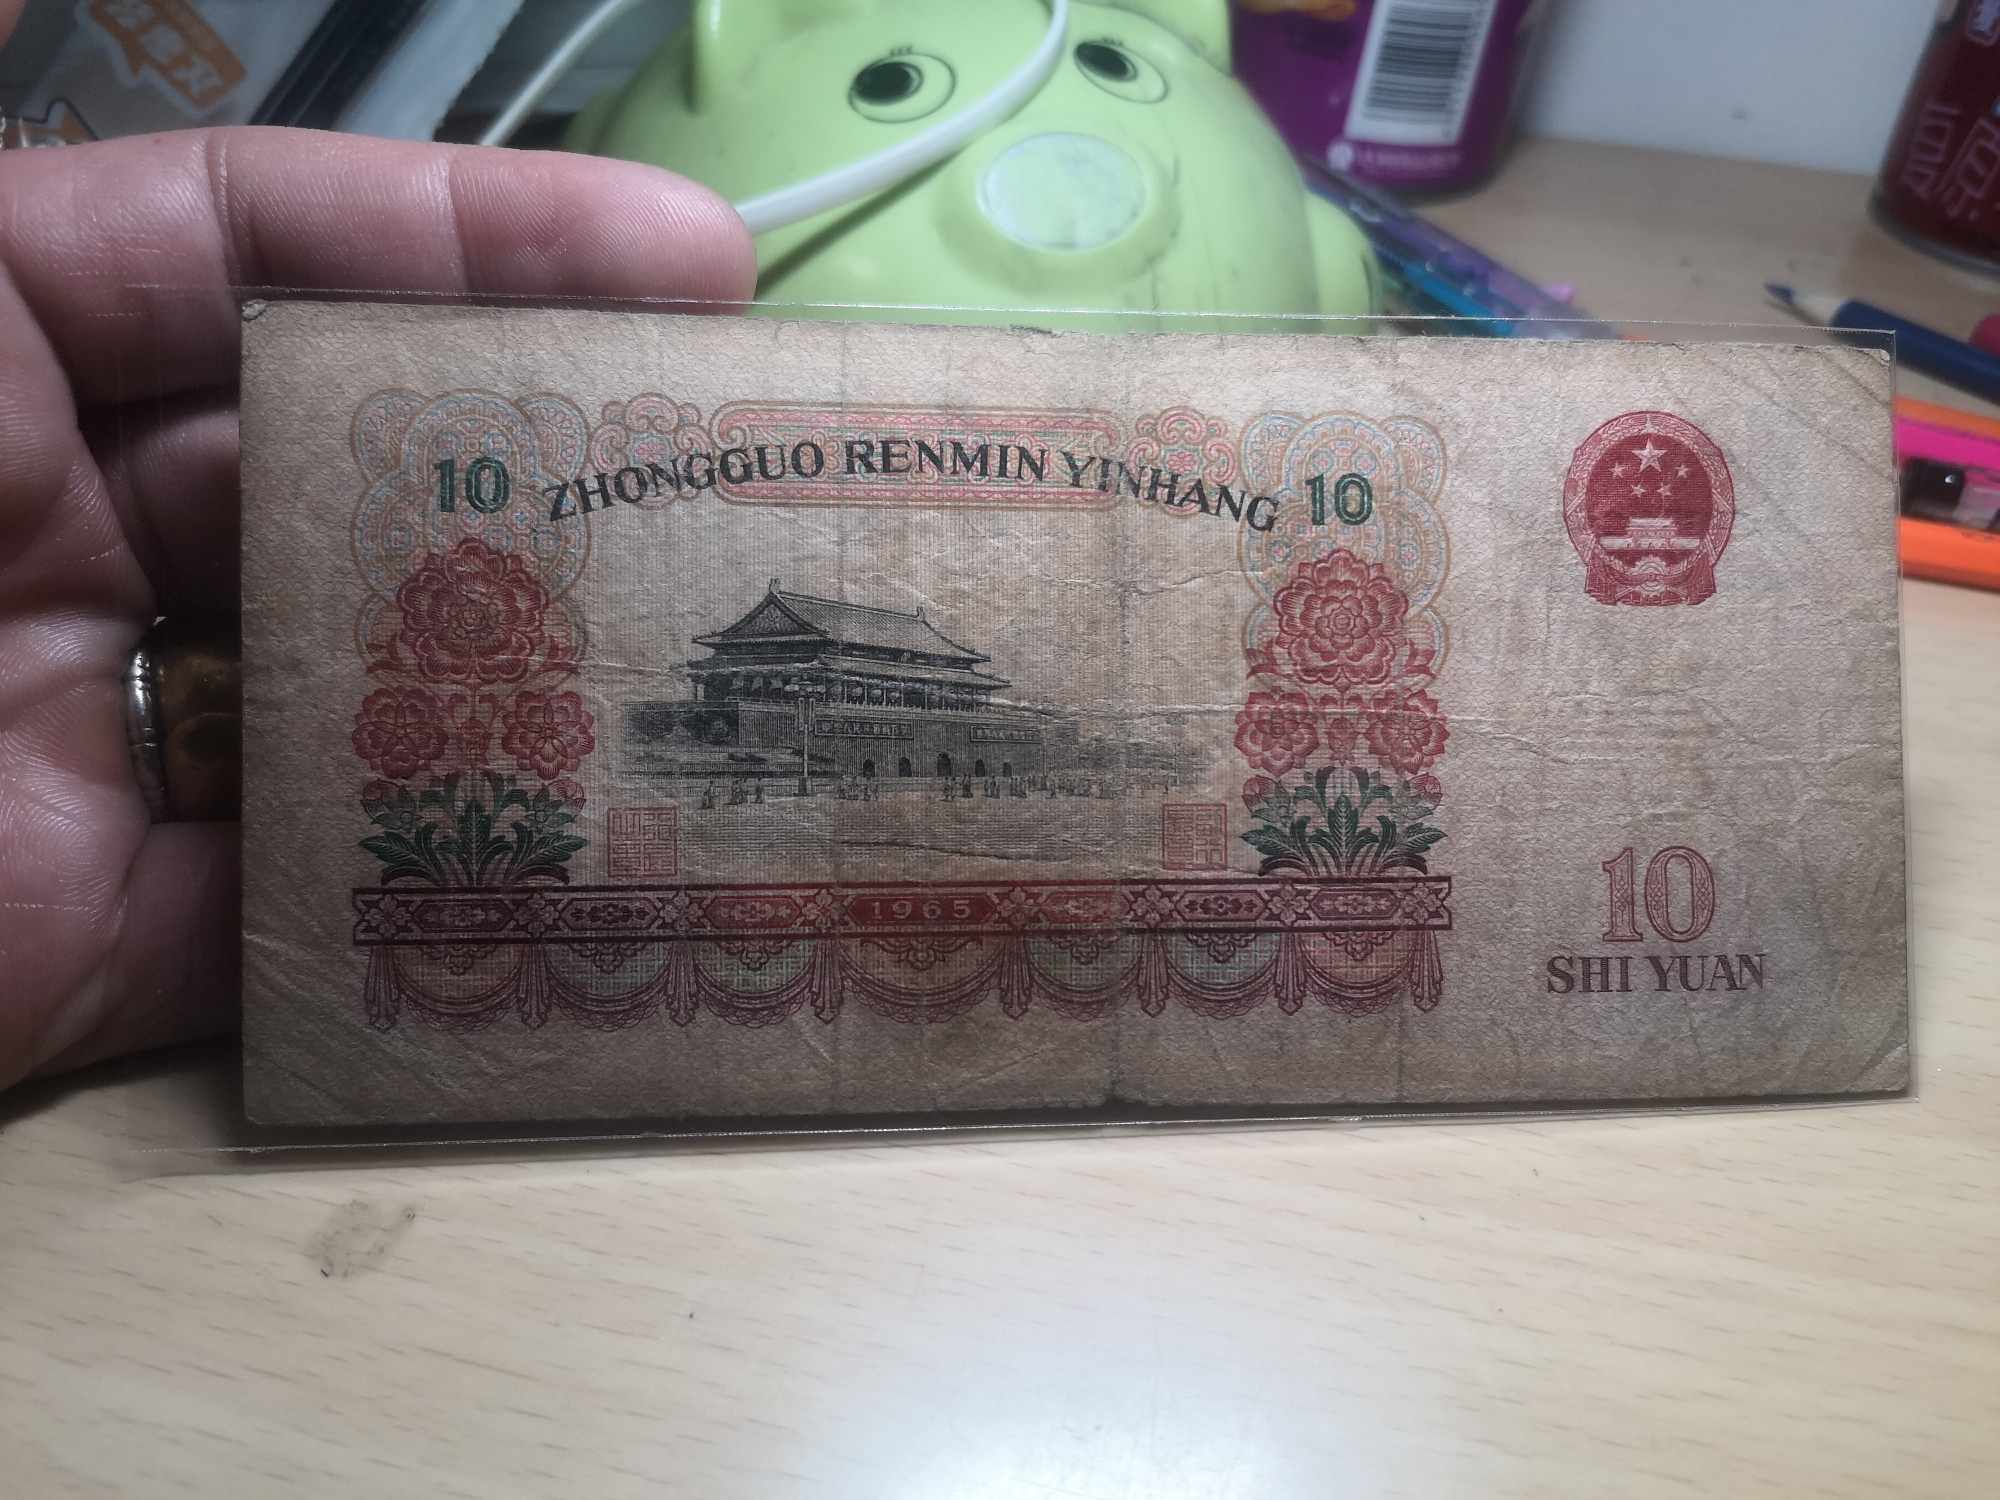 10 ZHONGGUO RENMIN YINHANG 10
1965
10
SHI YUAN